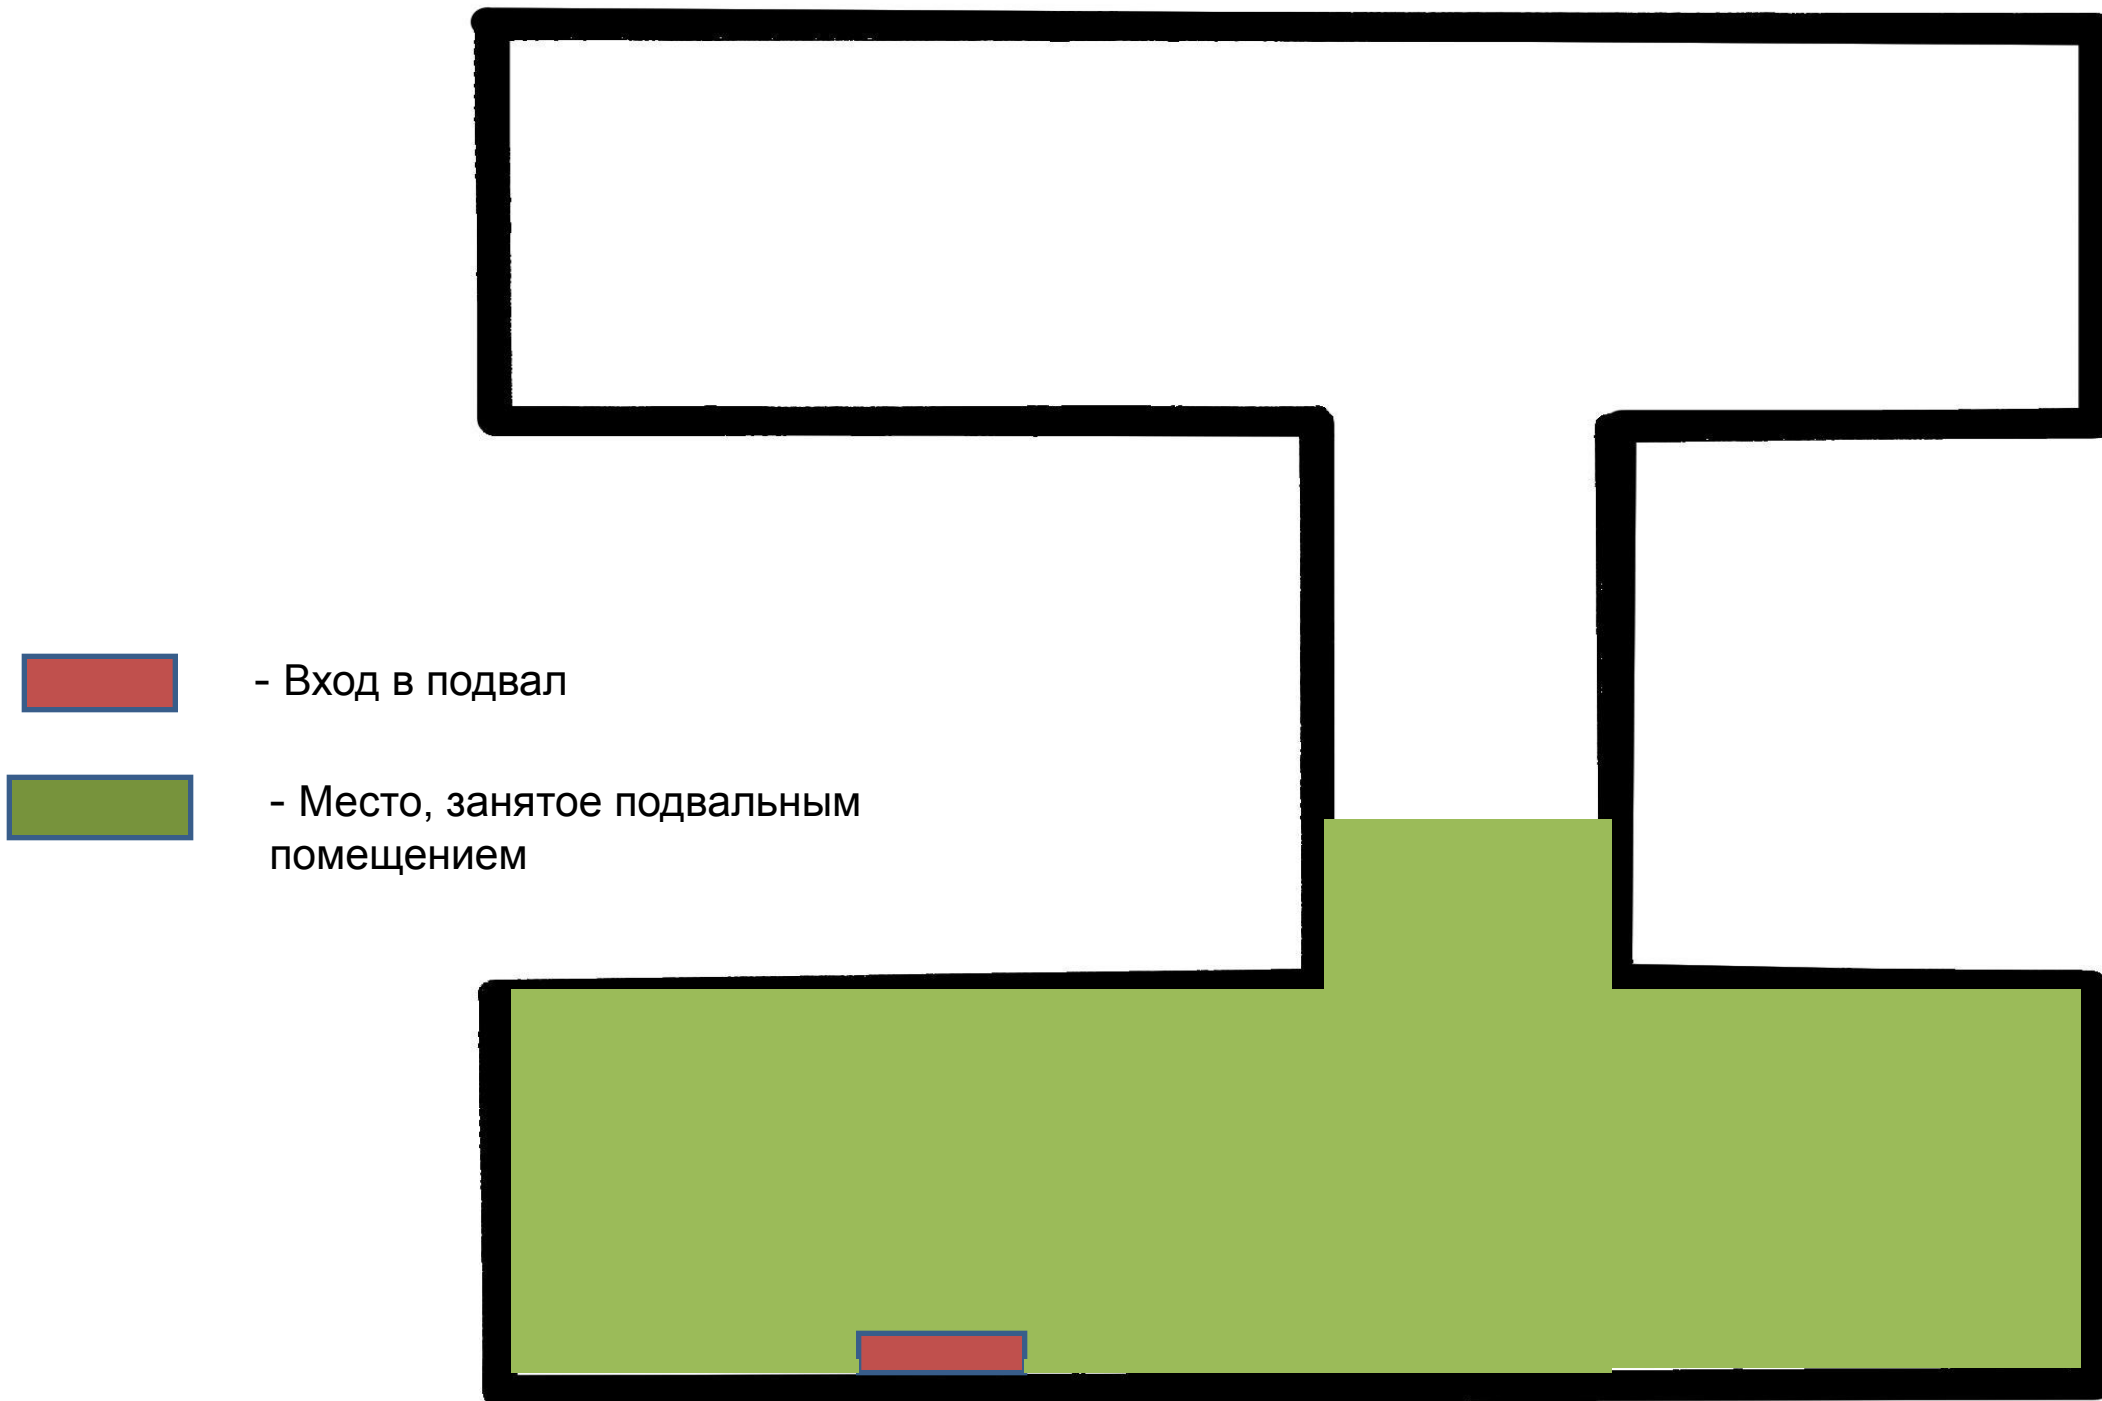 - Вход в подвал
- Место, занятое подвальным
помещением